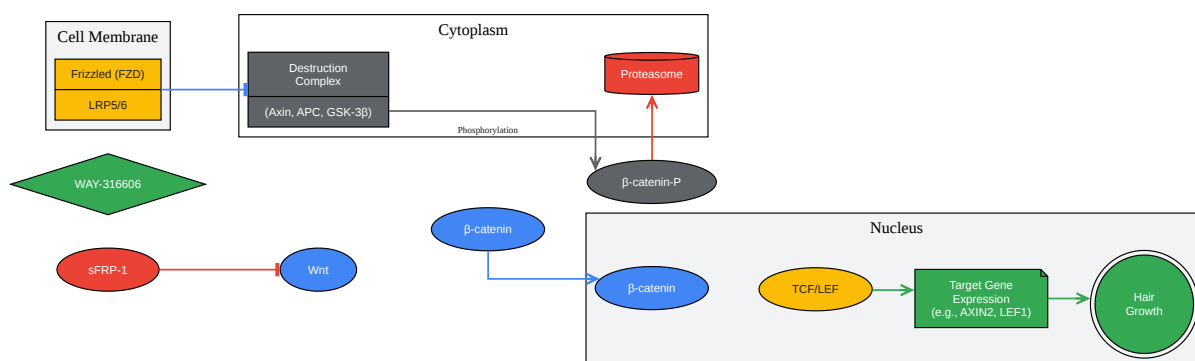 Cell Membrane
Frizzled (FZD)
LRP5/6
Cytoplasm
Destruction
Complex
(Axin, APC, GSK-3β)
Proteasome
Phosphorylation
WAY-316606
β-catenin-P
β-catenin
sFRP-1
Wnt
Nucleus
β-catenin
TCF/LEF
Target Gene
Expression
(e.g., AXIN2, LEF1)
Hair
Growth